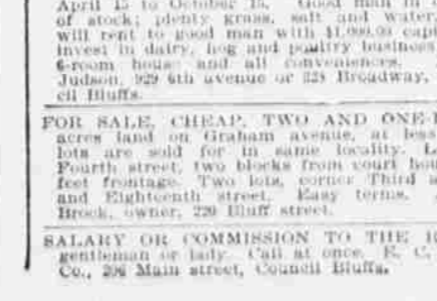 April 15 to October 15. Good man in
of stock; plenty grass, salt and water,
will rent to good man with $1,000.00
invest in dairy, hog and poultry business
6-room house and all conveniences.
Judson, 929 6th avenue or 328 Broadway,
cil Bluffs.
FOR SALE, CHEAP, TWO AND ONE-
acres land on Graham avenue, at
lots are sold for in same locality.
Fourth street, two blocks from court
feet frontage. Two lots, corner Third
and Eighteenth street. Easy terms.
Brock, owner, 229 Bluff street.
SALARY OR COMMISSION TO THE
gentleman or lady. Call at once. E. C.
Co., 206 Main street, Council Bluffs.